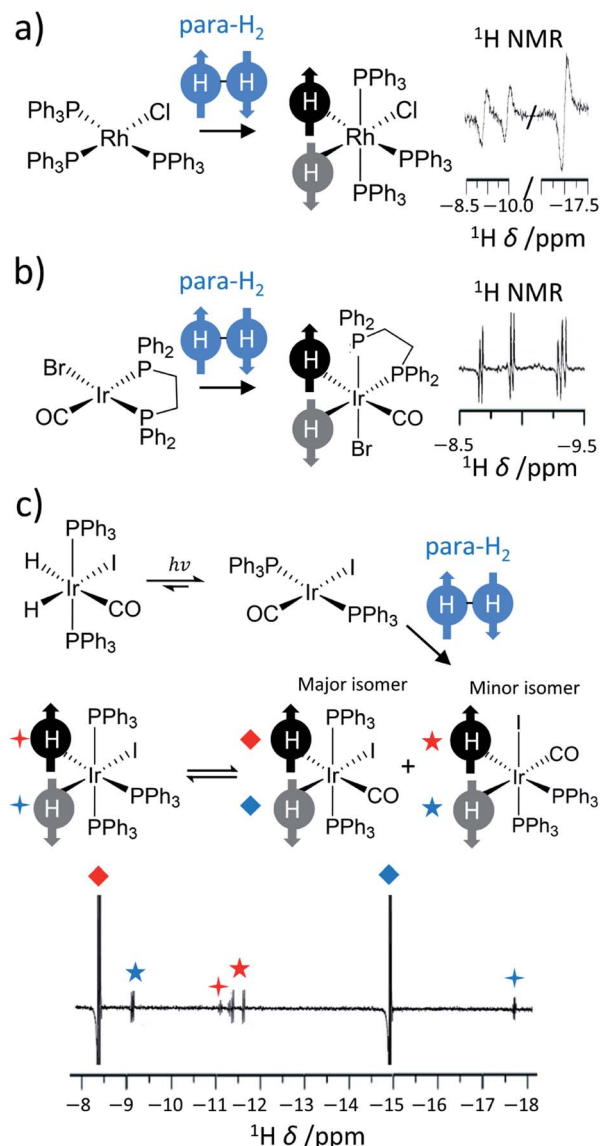 a)
para-H2
H H
1H NMR
Ph3P Cl
Rh
Ph3P PPh3
PPh3
H Cl
Rh
H PPh3
PPh3
−8.5 −10.0 −17.5
1H δ /ppm
b)
para-H2
H H
1H NMR
Ph2
Br P
Ir
OC P
Ph2
Ph2
P
H P
Ph2
Ir
H CO
Br
−8.5 −9.5
1H δ /ppm
c)
PPh3
H I
Ir
H CO
PPh3
hν
Ph3P I
Ir
OC PPh3
para-H2
H H
Major isomer Minor isomer
PPh3
H I
Ir
H PPh3
PPh3
PPh3
H I
Ir
H CO
PPh3
+
I
H CO
Ir
H PPh3
PPh3
−8 −9 −10 −11 −12 −13 −14 −15 −16 −17 −18
1H δ /ppm